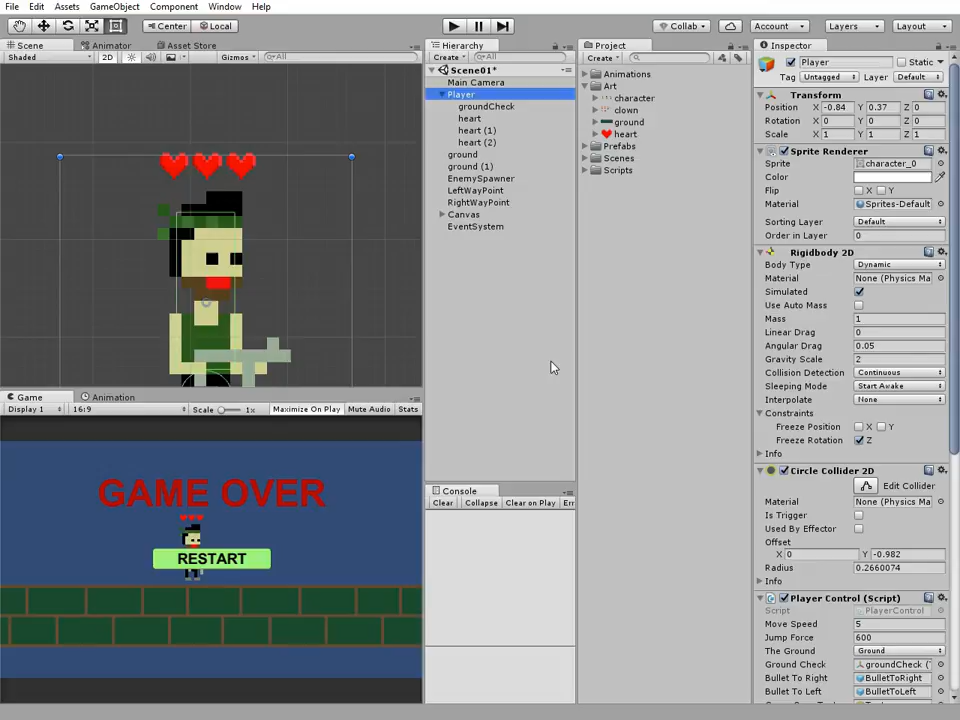 File Edit Assets GameObject Component Window Help
Center Local Collab Account Layers Layout
Scene Animator Asset Store Hierarchy Project Inspector
Shaded 2D Gizmos All Create All Create
Scene01*
Main Camera
Player
groundCheck
heart
heart (1)
heart (2)
ground
ground (1)
EnemySpawner
LeftWayPoint
RightWayPoint
Canvas
EventSystem
Animations
Art
character
clown
ground
heart
Prefabs
Scenes
Scripts
Player Static
Tag Untagged Layer Default
Transform
Position X -0.84 Y 0.37 Z 0
Rotation X 0 Y 0 Z 0
Scale X 1 Y 1 Z 1
Sprite Renderer
Sprite character_0
Color
Flip X Y
Material Sprites-Default
Sorting Layer Default
Order in Layer 0
Rigidbody 2D
Body Type Dynamic
Material None (Physics Ma
Simulated
Use Auto Mass
Mass 1
Linear Drag 0
Angular Drag 0.05
Gravity Scale 2
Collision Detection Continuous
Sleeping Mode Start Awake
Interpolate None
Constraints
Freeze Position X Y
Freeze Rotation Z
Info
Circle Collider 2D
Edit Collider
Material None (Physics Ma
Is Trigger
Used By Effector
Offset
X 0 Y -0.982
Radius 0.2660074
Info
Player Control (Script)
Script PlayerControl
Move Speed 5
Jump Force 600
The Ground Ground
Ground Check groundCheck (
Bullet To Right BulletToRight
Bullet To Left BulletToLeft
Game Animation
Display 1 16:9 Scale 1x Maximize On Play Mute Audio Stats
GAME OVER
RESTART
Console
Clear Collapse Clear on Play Err